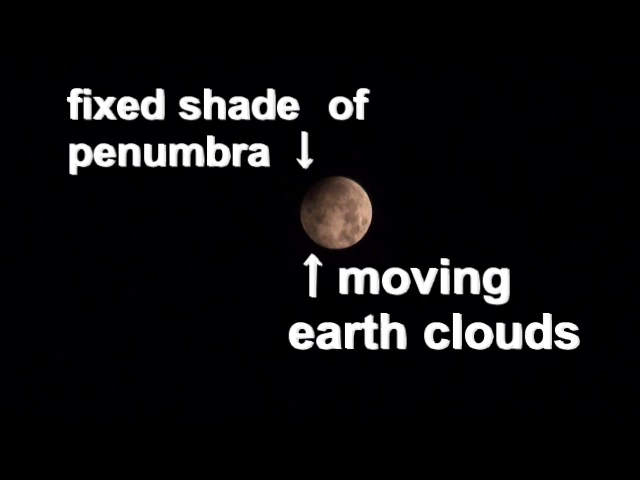 fixed shade of
penumbra ↓
↑ moving
earth clouds